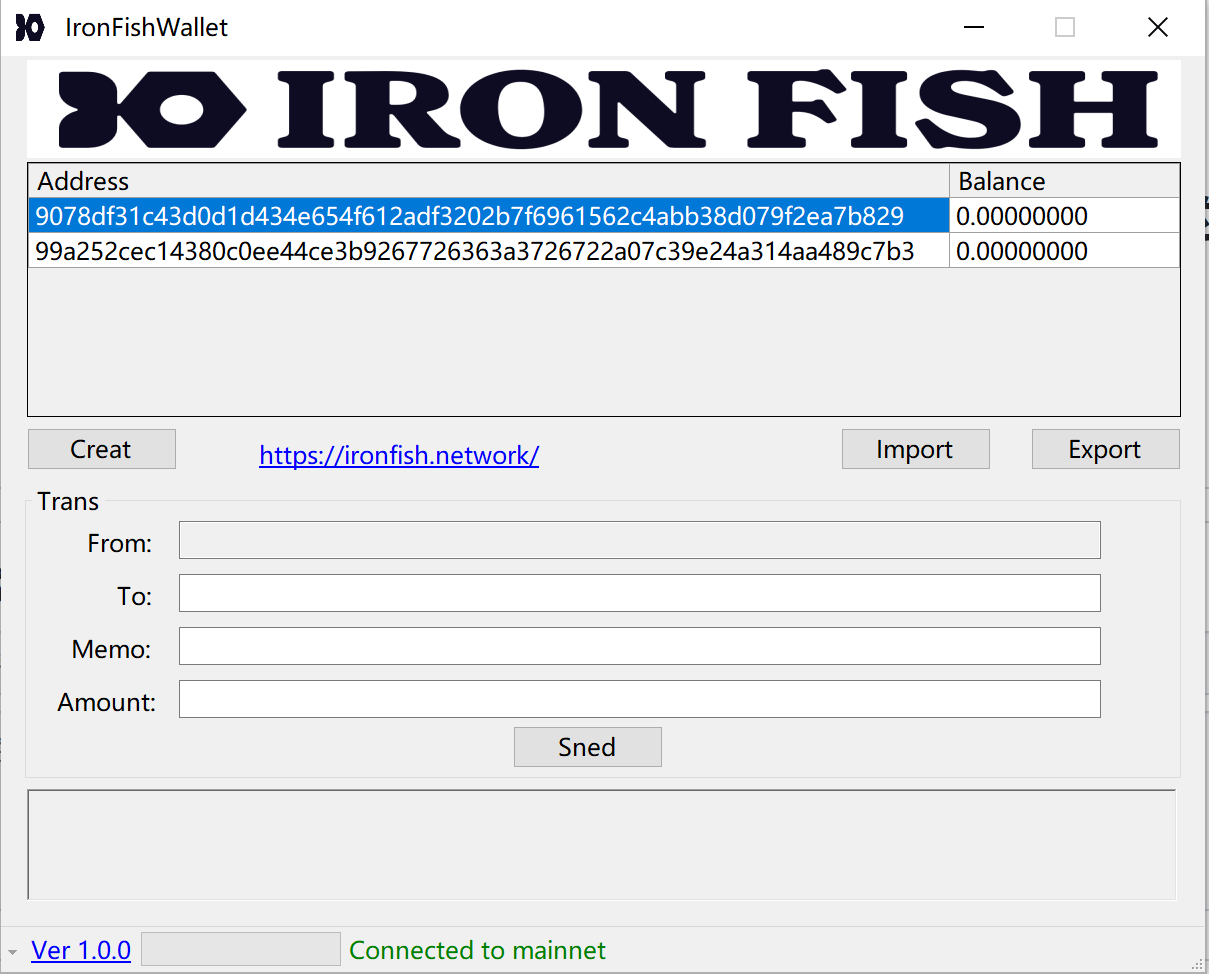 IronFishWallet
IRON FISH
Address Balance
9078df31c43d0d1d434e654f612adf3202b7f6961562c4abb38d079f2ea7b829 0.00000000
99a252cec14380c0ee44ce3b9267726363a3726722a07c39e24a314aa489c7b3 0.00000000
Creat https://ironfish.network/ Import Export
Trans
From:
To:
Memo:
Amount:
Sned
Ver 1.0.0 Connected to mainnet